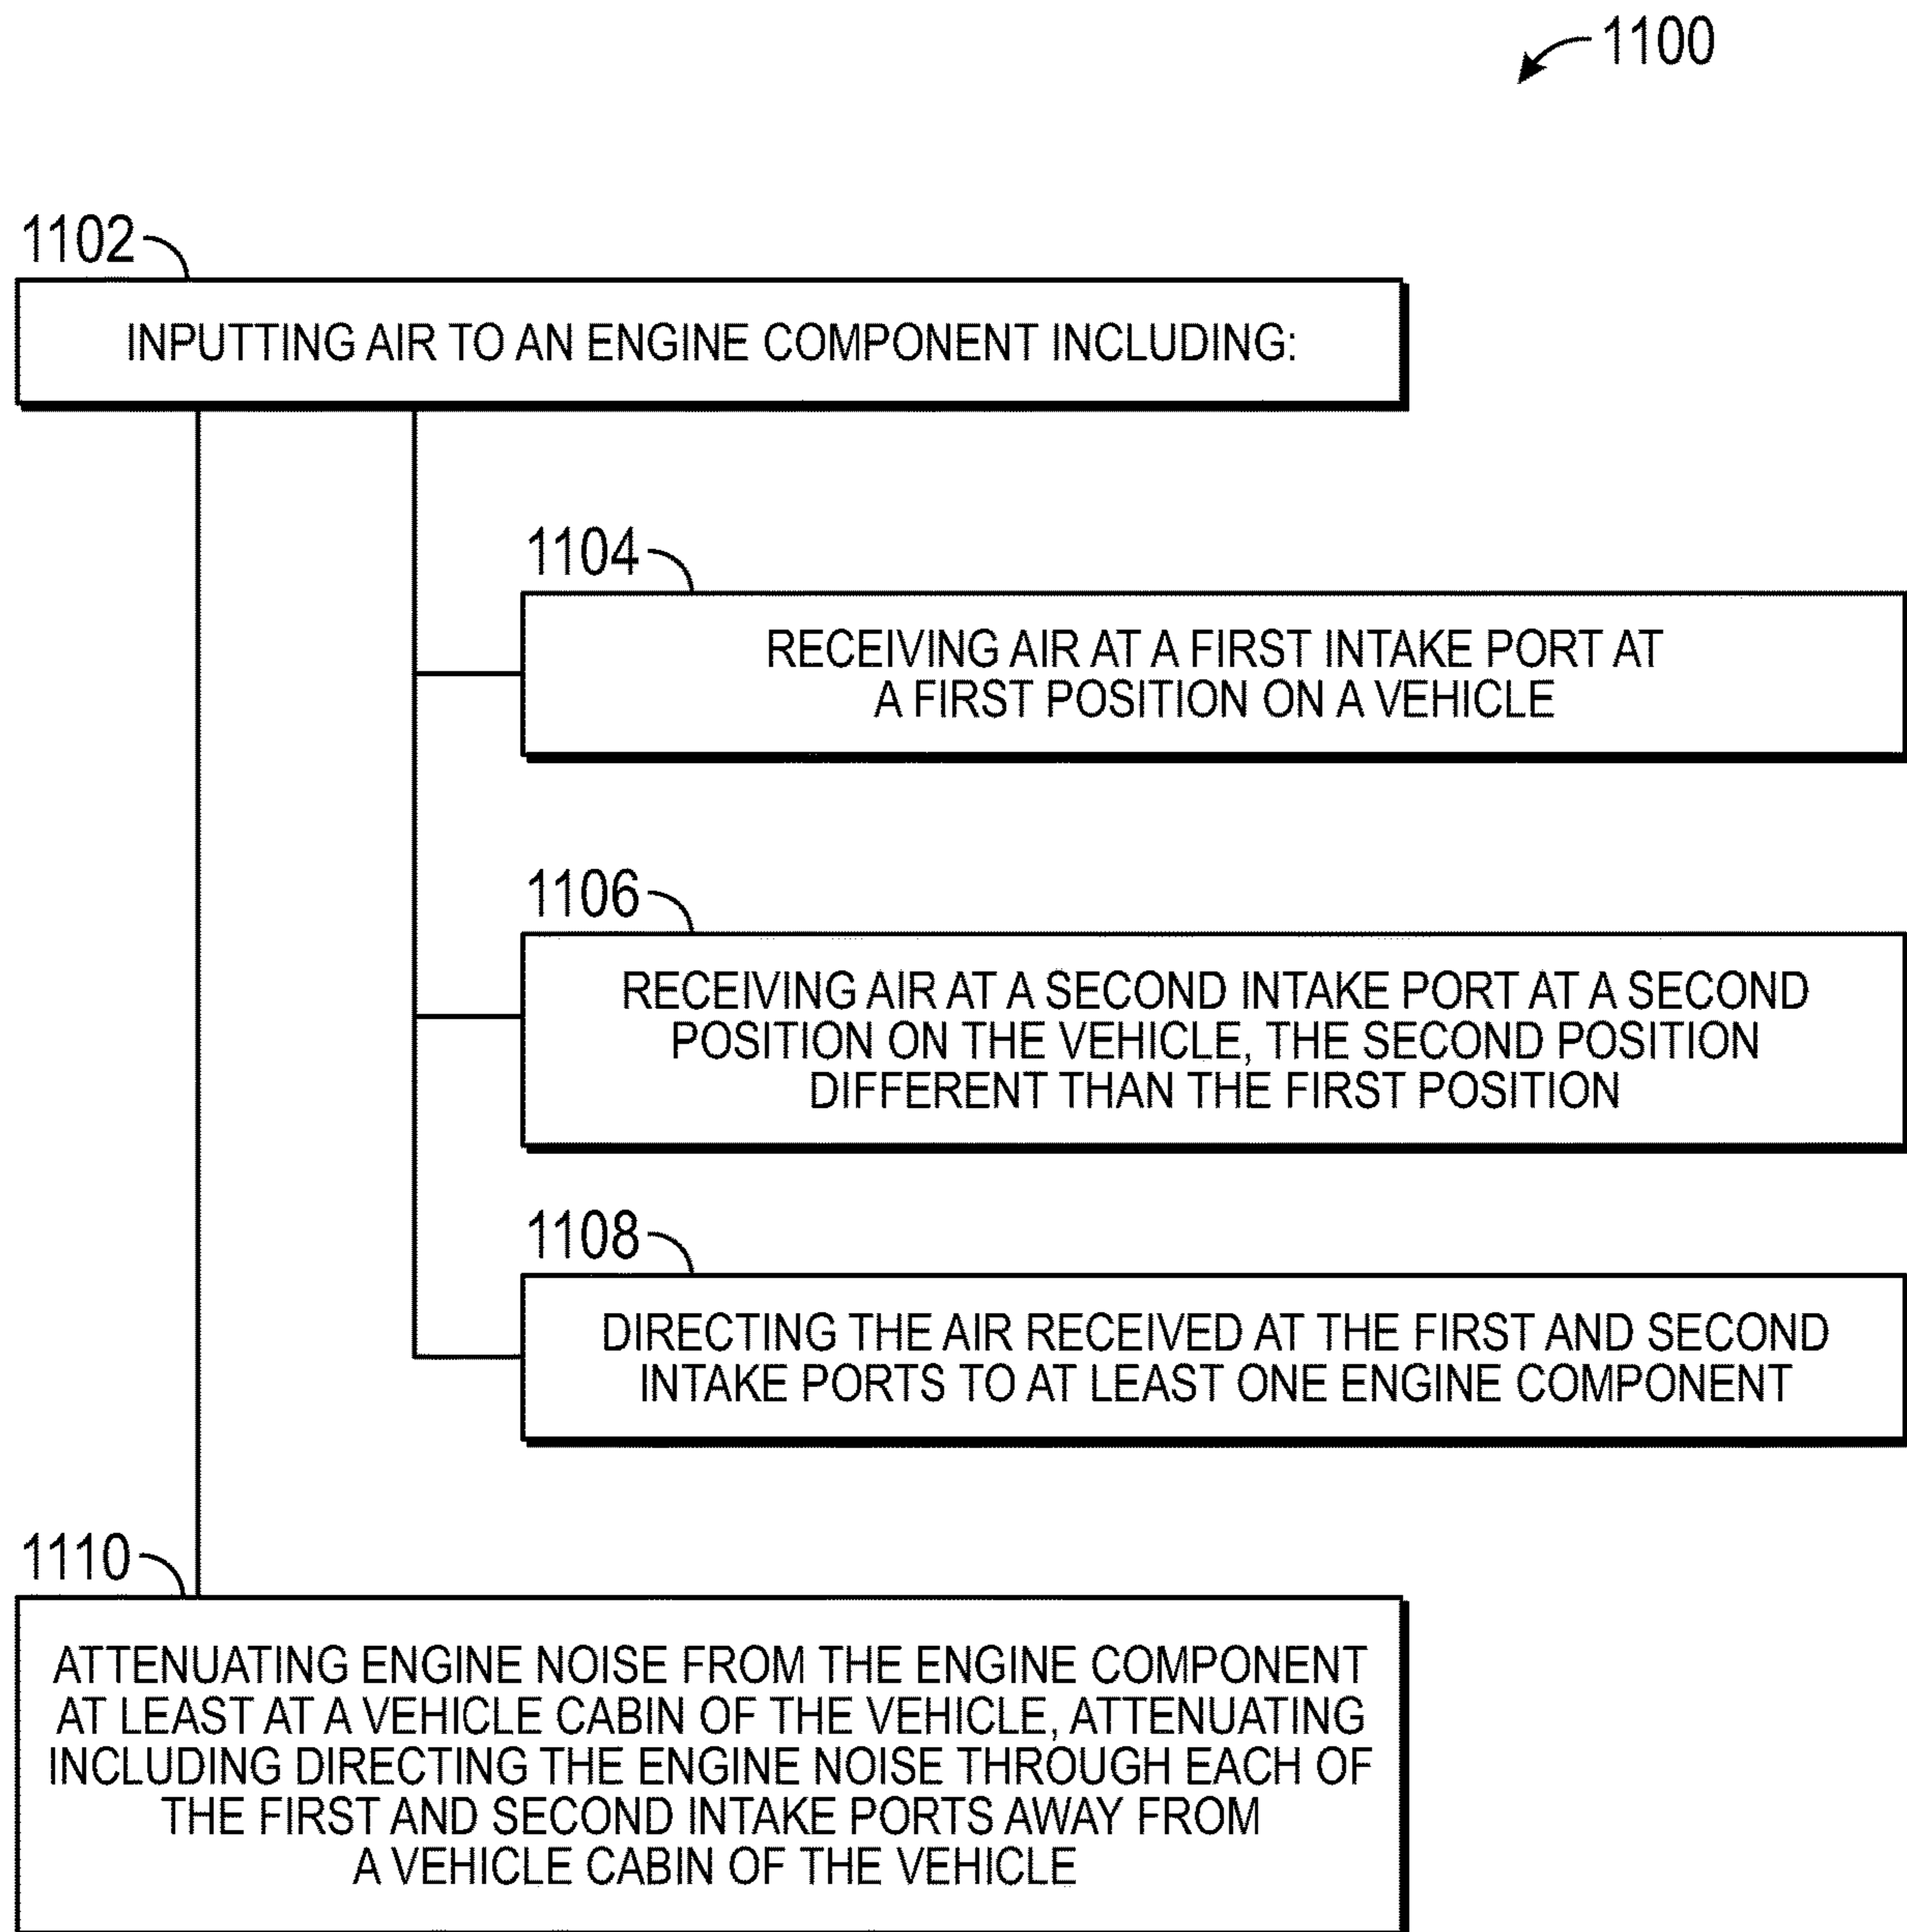 1100
1102
INPUTTING AIR TO AN ENGINE COMPONENT INCLUDING:
1104
RECEIVING AIR AT A FIRST INTAKE PORT AT
A FIRST POSITION ON A VEHICLE
1106
RECEIVING AIR AT A SECOND INTAKE PORT AT A SECOND
POSITION ON THE VEHICLE, THE SECOND POSITION
DIFFERENT THAN THE FIRST POSITION
1108
DIRECTING THE AIR RECEIVED AT THE FIRST AND SECOND
INTAKE PORTS TO AT LEAST ONE ENGINE COMPONENT
1110
ATTENUATING ENGINE NOISE FROM THE ENGINE COMPONENT
AT LEAST AT A VEHICLE CABIN OF THE VEHICLE, ATTENUATING
INCLUDING DIRECTING THE ENGINE NOISE THROUGH EACH OF
THE FIRST AND SECOND INTAKE PORTS AWAY FROM
A VEHICLE CABIN OF THE VEHICLE